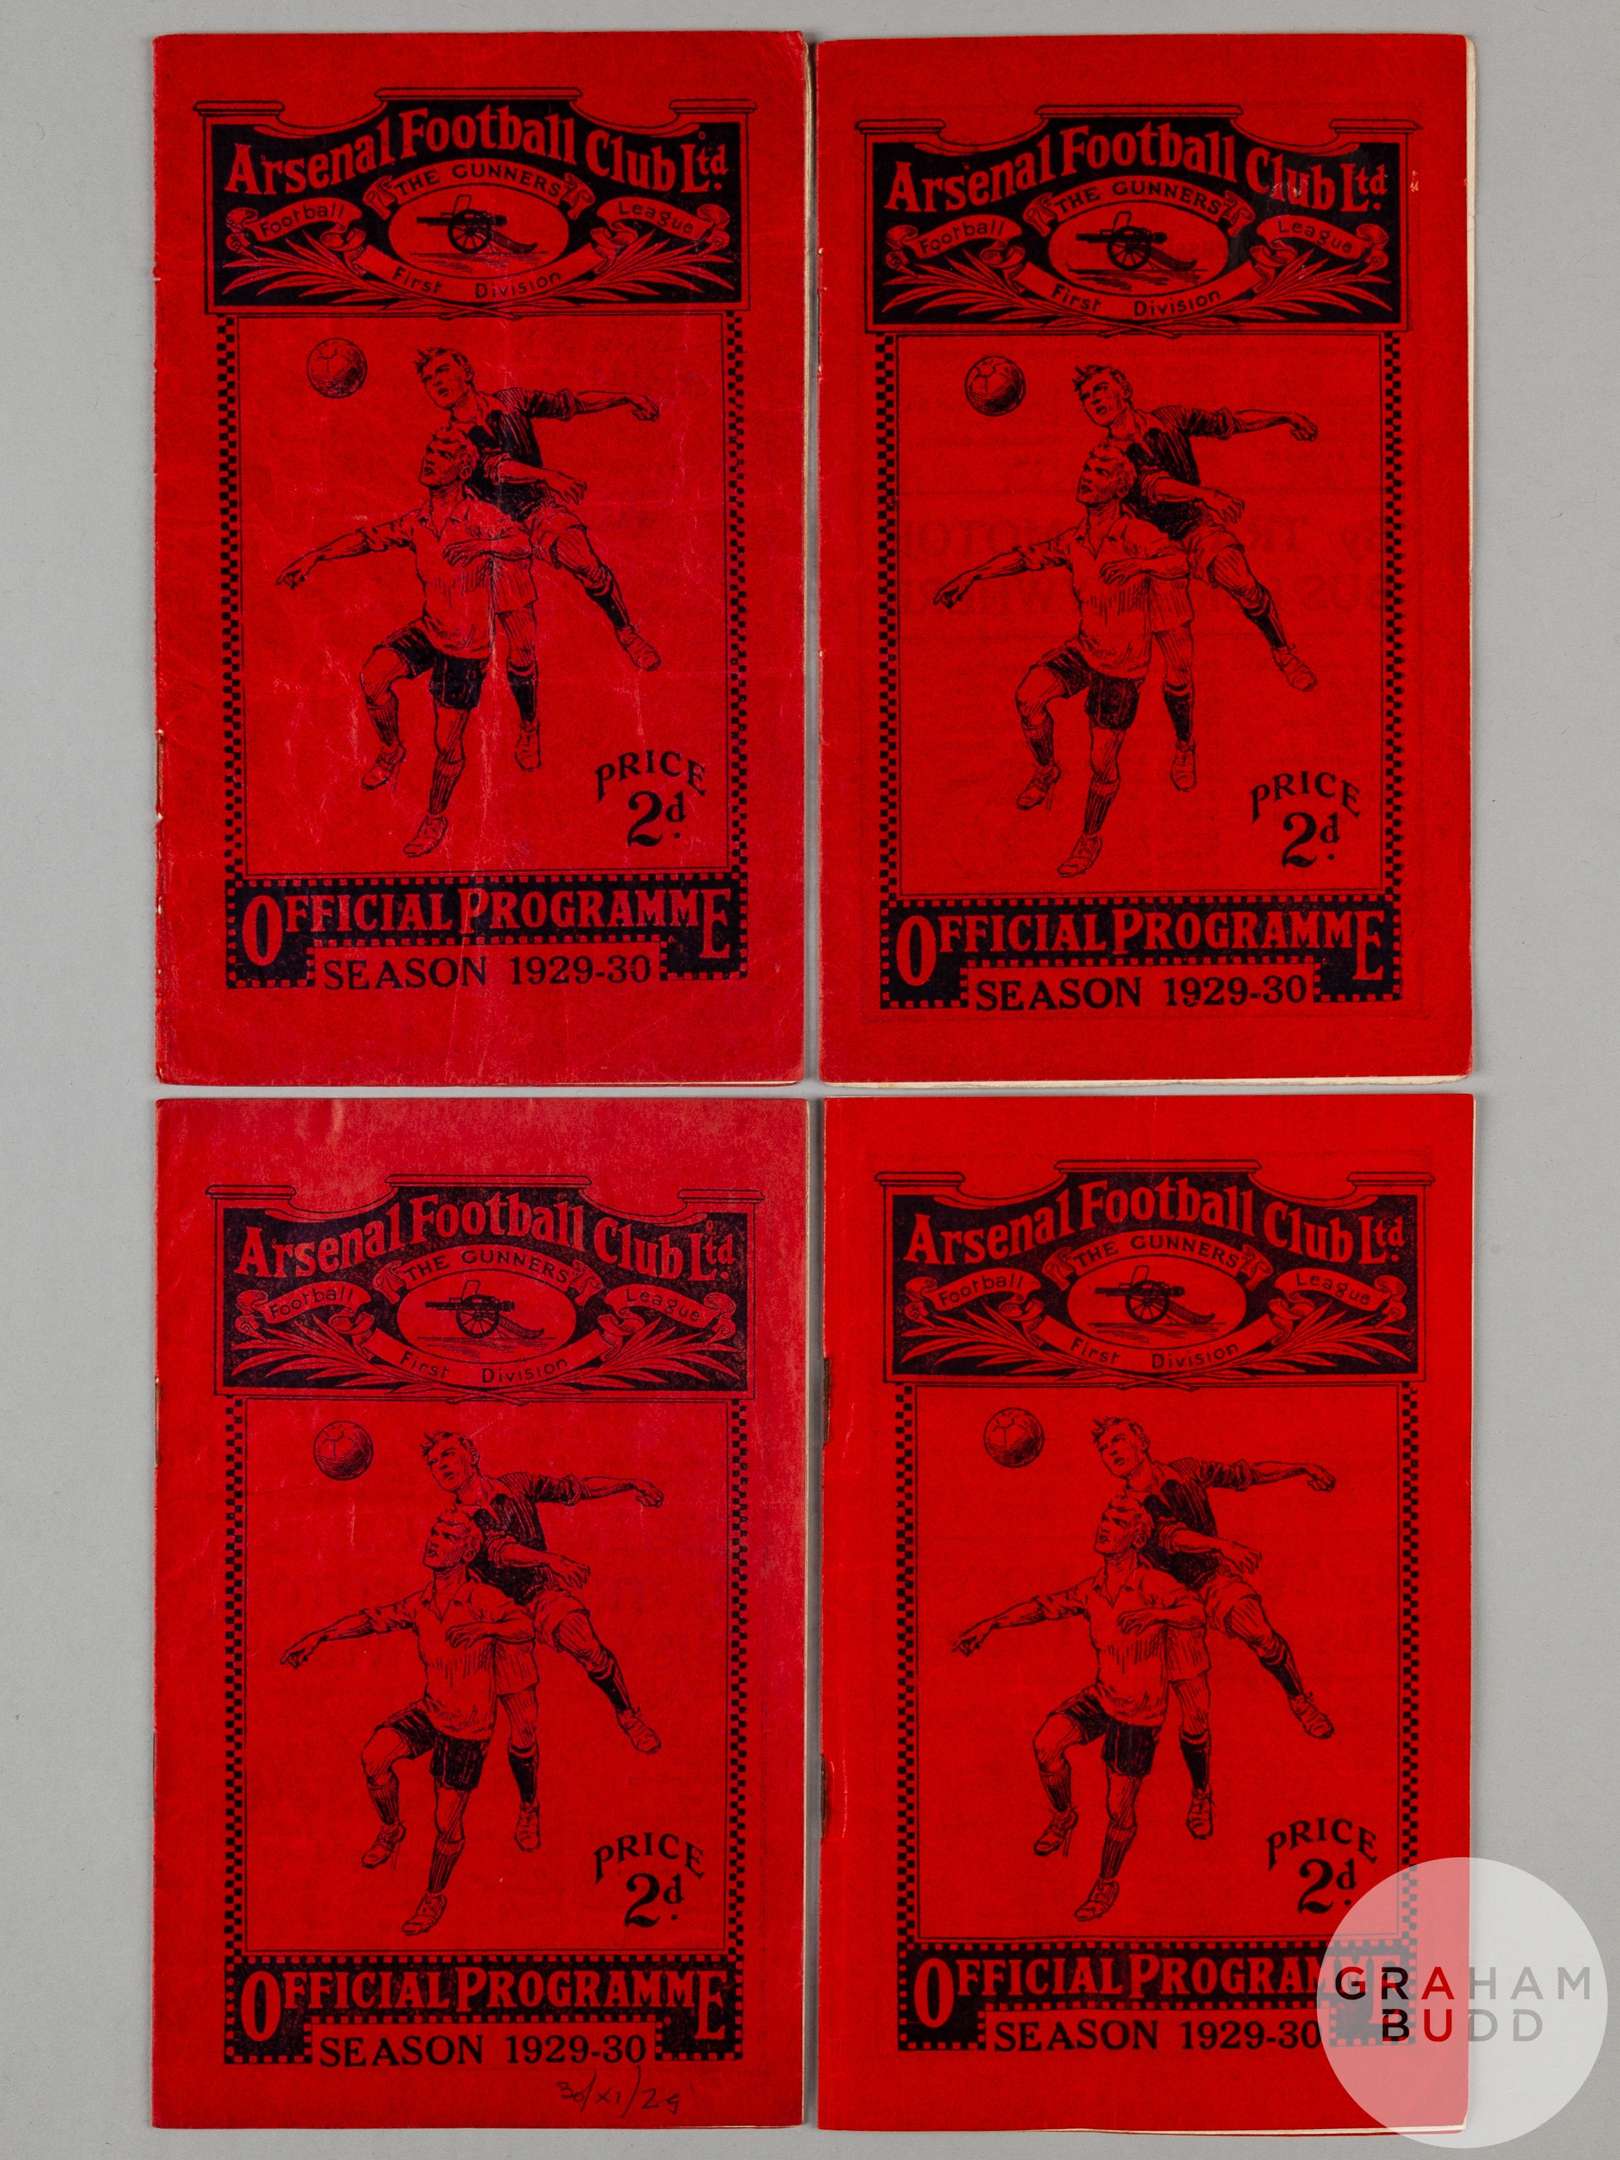 Arsenal Football Club Ltd.
THE GUNNERS
Football League
First Division
PRICE
2d.
OFFICIAL PROGRAMME
SEASON 1929-30
Arsenal Football Club Ltd.
THE GUNNERS
Football League
First Division
PRICE
2d.
OFFICIAL PROGRAMME
SEASON 1929-30
Arsenal Football Club Ltd.
THE GUNNERS
Football League
First Division
PRICE
2d.
OFFICIAL PROGRAMME
SEASON 1929-30
30/XI/29
Arsenal Football Club Ltd.
THE GUNNERS
Football League
First Division
PRICE
2d.
OFFICIAL PROGRAMME
SEASON 1929-30
GRAHAM
BUDD